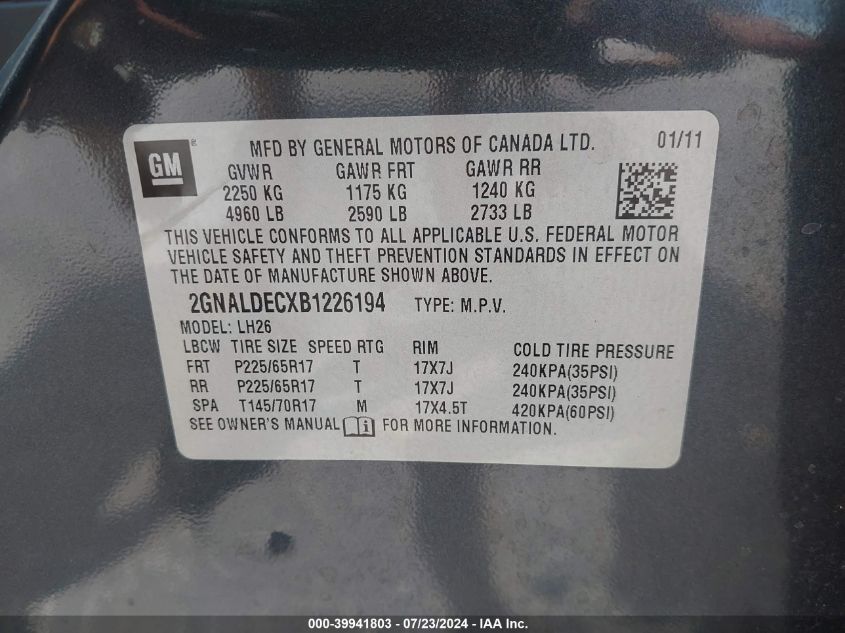 GM
MFD BY GENERAL MOTORS OF CANADA LTD. 01/11
GVWR GAWR FRT GAWR RR
2250 KG 1175 KG 1240 KG
4960 LB 2590 LB 2733 LB
THIS VEHICLE CONFORMS TO ALL APPLICABLE U.S. FEDERAL MOTOR
VEHICLE SAFETY AND THEFT PREVENTION STANDARDS IN EFFECT ON
THE DATE OF MANUFACTURE SHOWN ABOVE.
2GNALDECXB1226194 TYPE: M.P.V.
MODEL: LH26
LBCW TIRE SIZE SPEED RTG RIM COLD TIRE PRESSURE
FRT P225/65R17 T 17X7J 240KPA(35PSI)
RR P225/65R17 T 17X7J 240KPA(35PSI)
SPA T145/70R17 M 17X4.5T 420KPA(60PSI)
SEE OWNER'S MANUAL i FOR MORE INFORMATION.
000-39941803 - 07/23/2024 - IAAI Inc.